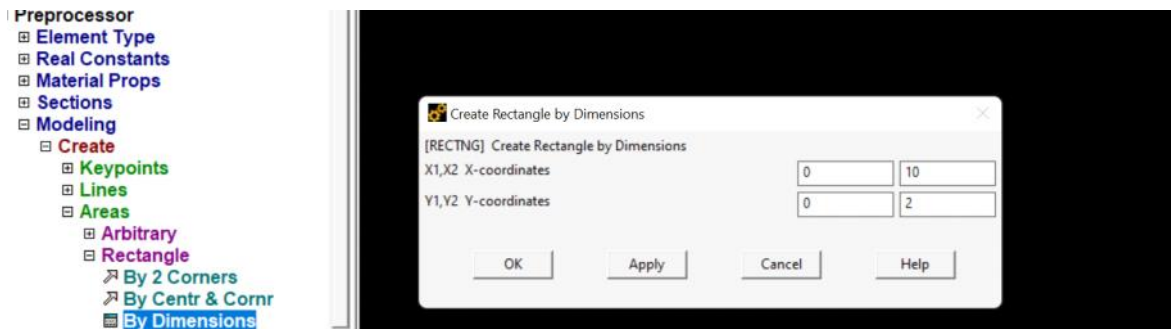 Preprocessor
Element Type
Real Constants
Material Props
Sections
Modeling
Create
Keypoints
Lines
Areas
Arbitrary
Rectangle
By 2 Corners
By Centr & Cornr
By Dimensions
Create Rectangle by Dimensions
[RECTNG] Create Rectangle by Dimensions
X1,X2 X-coordinates 0 10
Y1,Y2 Y-coordinates 0 2
OK Apply Cancel Help